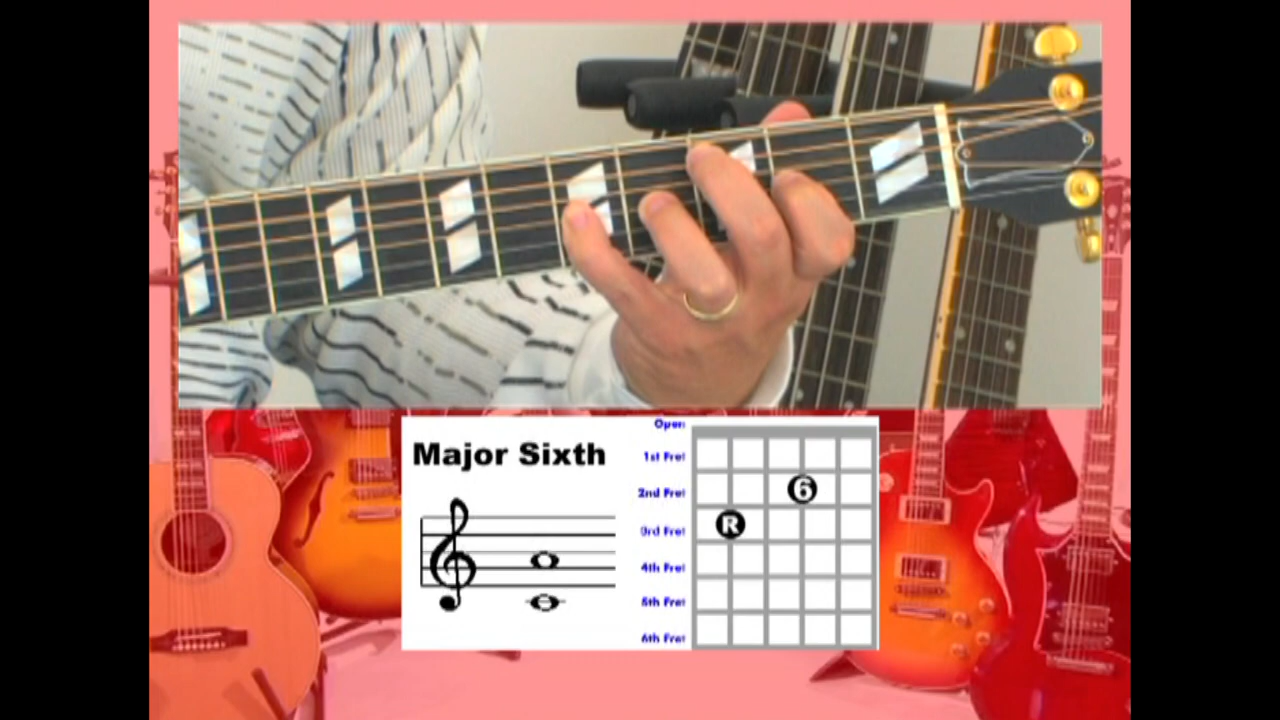 Major Sixth
Open
1st Fret
2nd Fret
3rd Fret
4th Fret
5th Fret
6th Fret
6
R